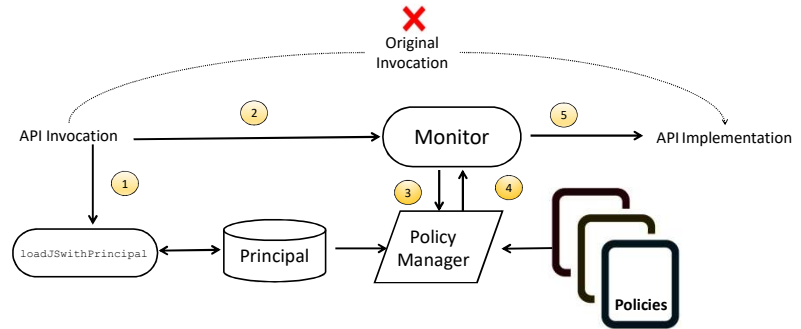 Original
Invocation
2
5
API Invocation
Monitor
API Implementation
1
3
4
loadJSwithPrincipal
Principal
Policy
Manager
Policies